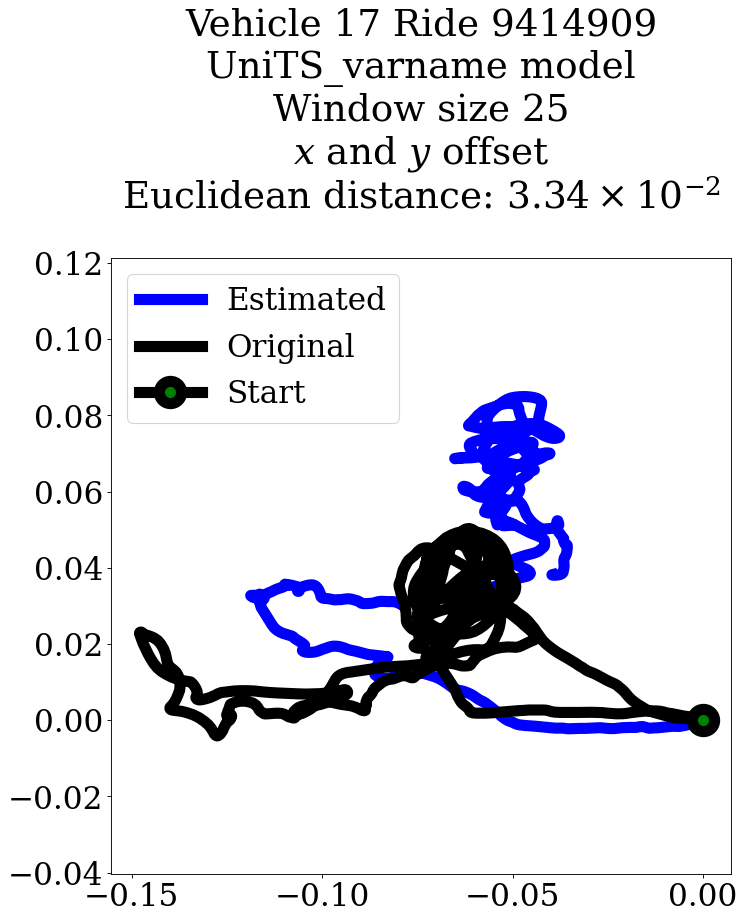 Vehicle 17 Ride 9414909
UniTS_varname model
Window size 25
x and y offset
Euclidean distance: 3.34 × 10⁻²
0.12
0.10
0.08
0.06
0.04
0.02
0.00
−0.02
−0.04
Estimated
Original
Start
−0.15
−0.10
−0.05
0.00